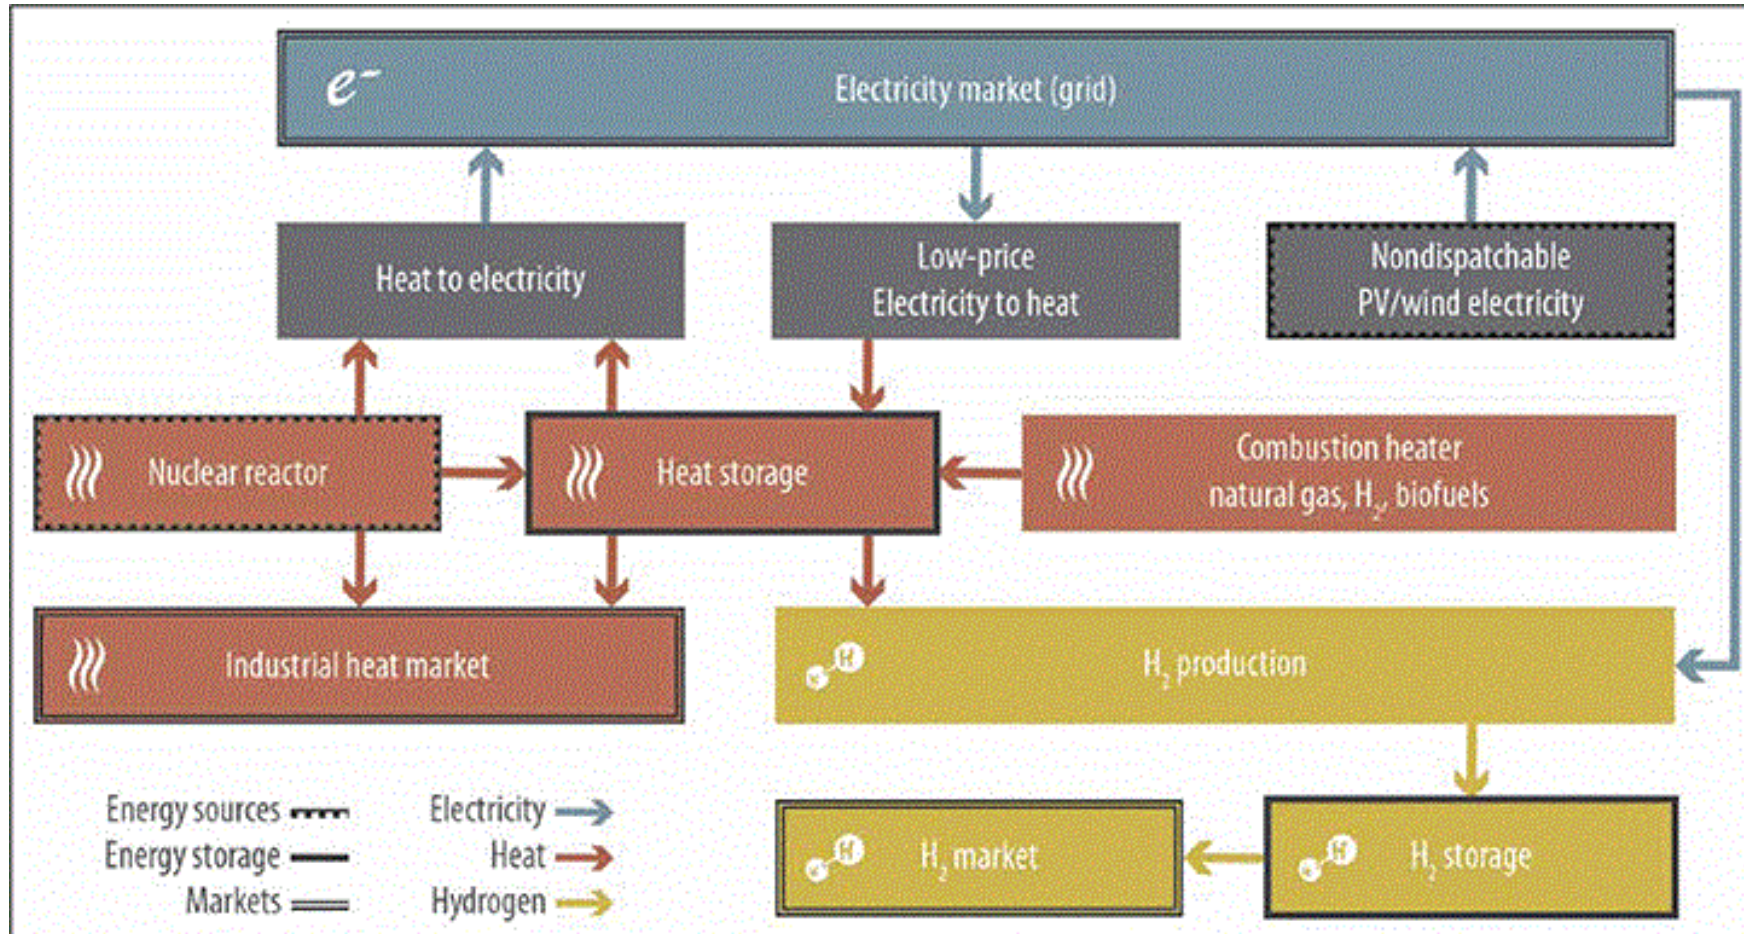 e⁻
Electricity market (grid)
Heat to electricity
Low-price
Electricity to heat
Nondispatchable
PV/wind electricity
Nuclear reactor
Heat storage
Combustion heater
natural gas, H₂, biofuels
Industrial heat market
H
H₂ production
Energy sources
Energy storage
Markets
Electricity
Heat
Hydrogen
H
H₂ market
H
H₂ storage